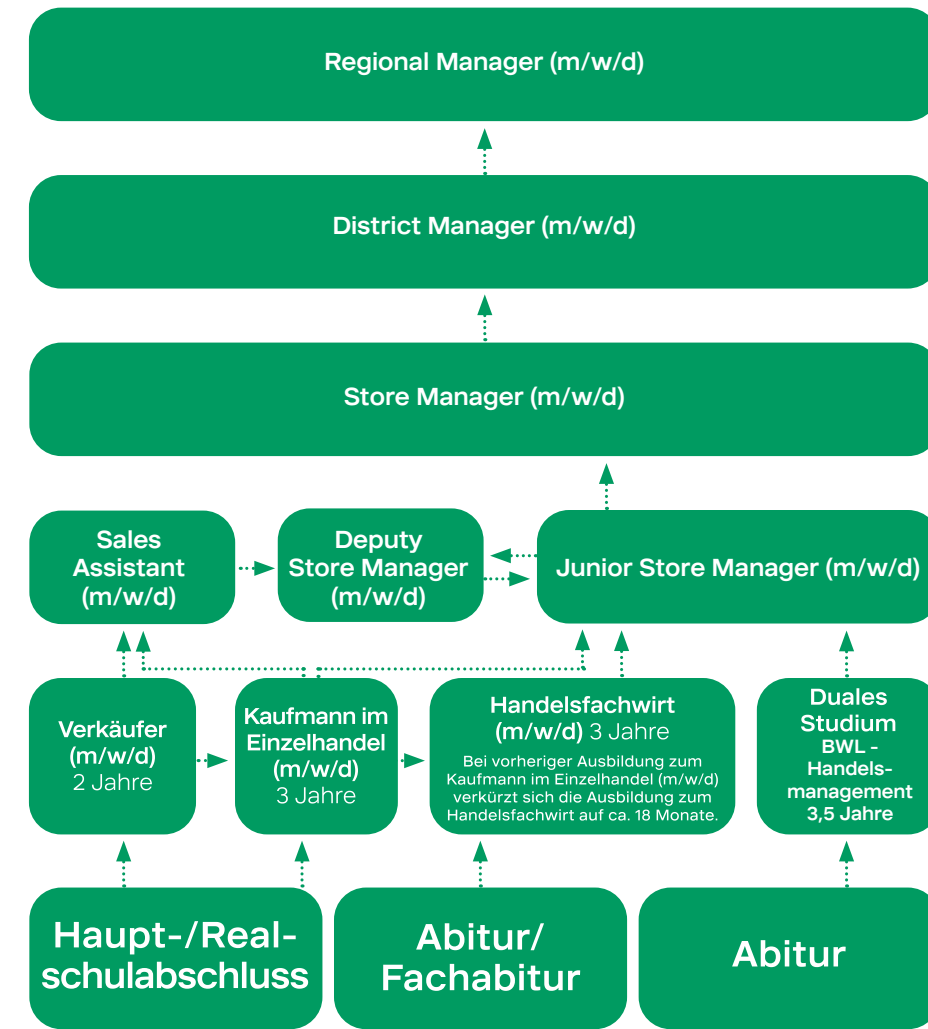 Regional Manager (m/w/d)
District Manager (m/w/d)
Store Manager (m/w/d)
Sales
Assistant
(m/w/d)
Deputy
Store Manager
(m/w/d)
Junior Store Manager (m/w/d)
Verkäufer
(m/w/d)
2 Jahre
Kaufmann im
Einzelhandel
(m/w/d)
3 Jahre
Handelsfachwirt
(m/w/d) 3 Jahre
Bei vorheriger Ausbildung zum
Kaufmann im Einzelhandel (m/w/d)
verkürzt sich die Ausbildung zum
Handelsfachwirt auf ca. 18 Monate.
Duales
Studium
BWL -
Handels-
management
3,5 Jahre
Haupt-/Real-
schulabschluss
Abitur/
Fachabitur
Abitur